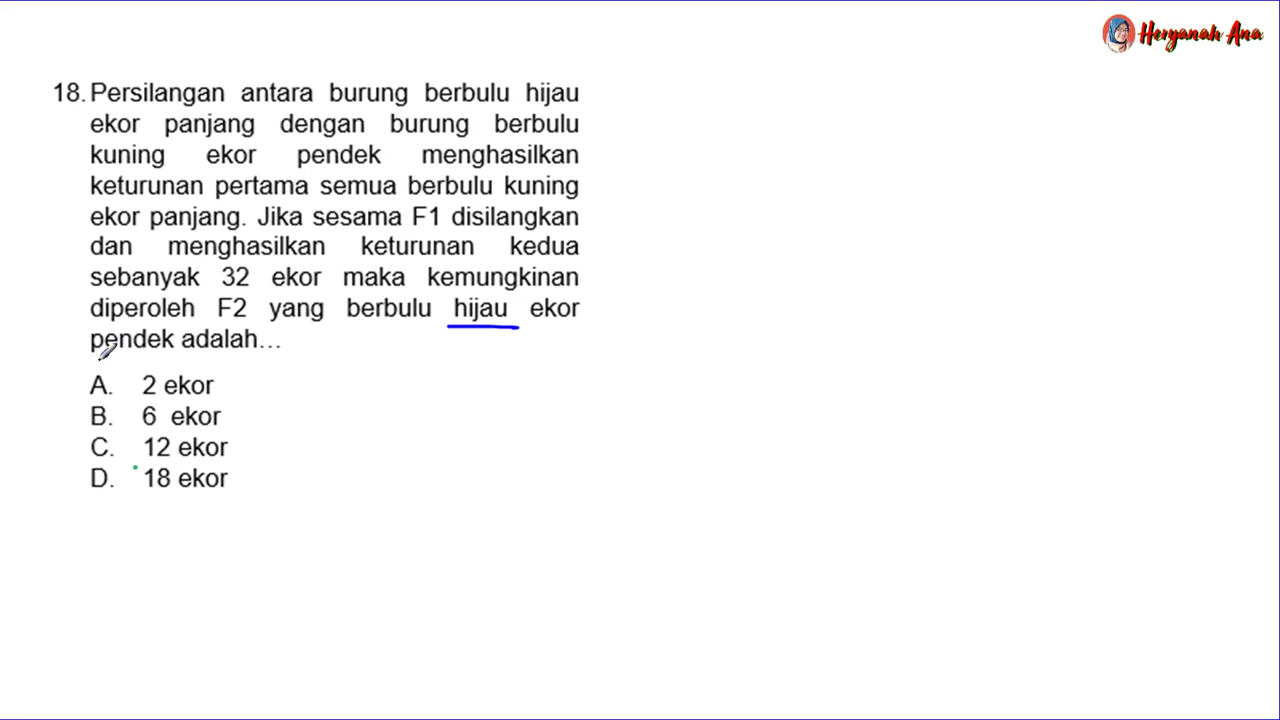 Heryanah Ana
18. Persilangan antara burung berbulu hijau
ekor panjang dengan burung berbulu
kuning ekor pendek menghasilkan
keturunan pertama semua berbulu kuning
ekor panjang. Jika sesama F1 disilangkan
dan menghasilkan keturunan kedua
sebanyak 32 ekor maka kemungkinan
diperoleh F2 yang berbulu hijau ekor
pendek adalah...
A. 2 ekor
B. 6 ekor
C. 12 ekor
D. 18 ekor